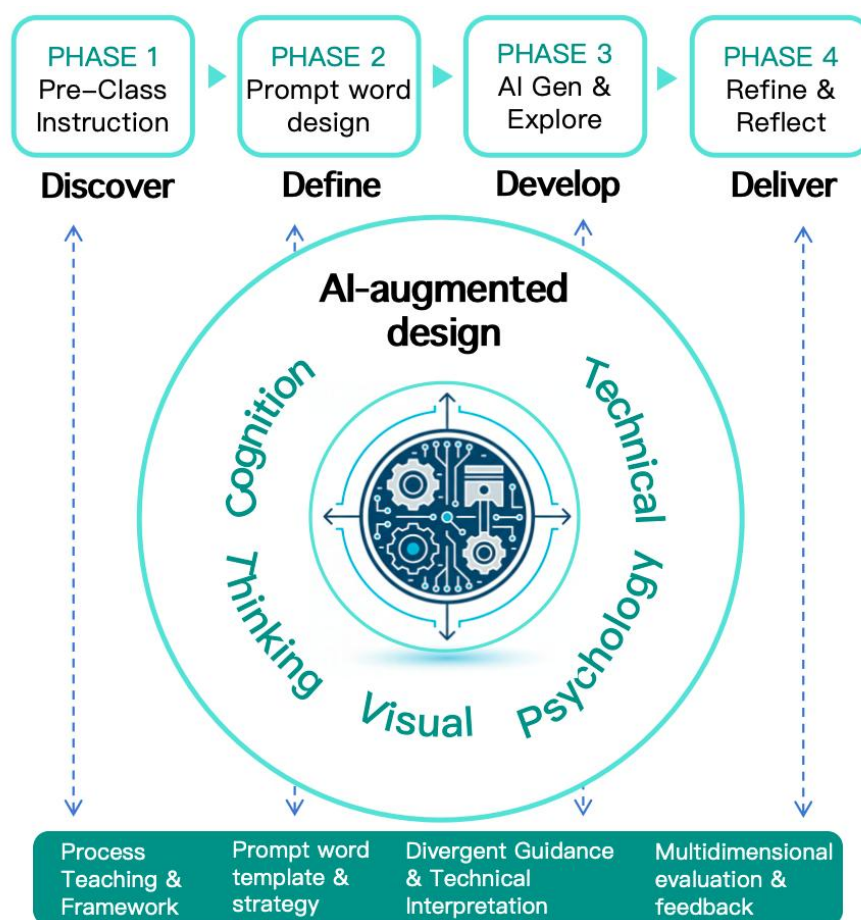 PHASE 1
Pre-Class
Instruction
PHASE 2
Prompt word
design
PHASE 3
AI Gen &
Explore
PHASE 4
Refine &
Reflect
Discover
Define
Develop
Deliver
AI-augmented
design
Cognition
Thinking
Visual
Psychology
Technical
Process
Teaching &
Framework
Prompt word
template &
strategy
Divergent Guidance
& Technical
Interpretation
Multidimensional
evaluation &
feedback